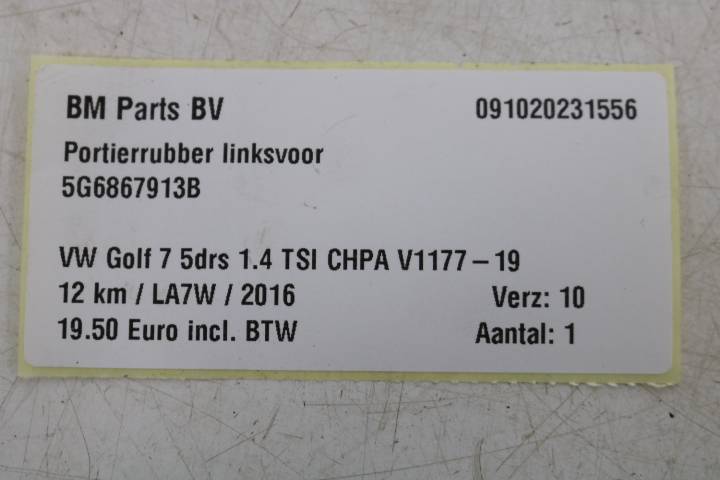 BM Parts BV 091020231556
Portierrubber linksvoor
5G6867913B
VW Golf 7 5drs 1.4 TSI CHPA V1177-19
12 km / LA7W / 2016 Verz: 10
19.50 Euro incl. BTW Aantal: 1